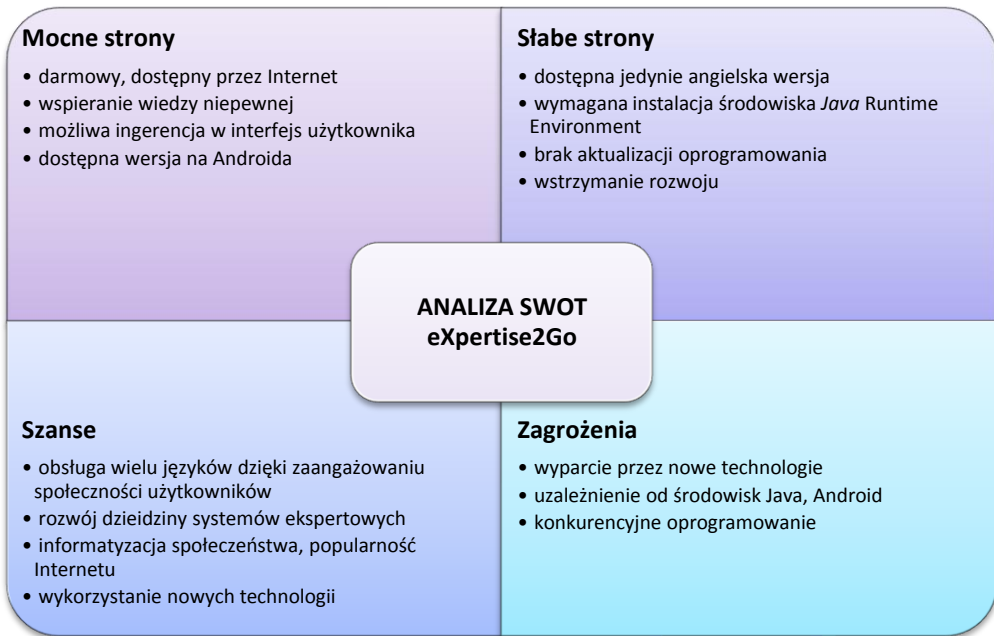 Mocne strony
• darmowy, dostępny przez Internet
• wspieranie wiedzy niepewnej
• możliwa ingerencja w interfejs użytkownika
• dostępna wersja na Androida
Słabe strony
• dostępna jedynie angielska wersja
• wymagana instalacja środowiska Java Runtime
Environment
• brak aktualizacji oprogramowania
• wstrzymanie rozwoju
ANALIZA SWOT
eXpertise2Go
Szanse
• obsługa wielu języków dzięki zaangażowaniu
społeczności użytkowników
• rozwój dzieidziny systemów ekspertowych
• informatyzacja społeczeństwa, popularność
Internetu
• wykorzystanie nowych technologii
Zagrożenia
• wyparcie przez nowe technologie
• uzależnienie od środowisk Java, Android
• konkurencyjne oprogramowanie